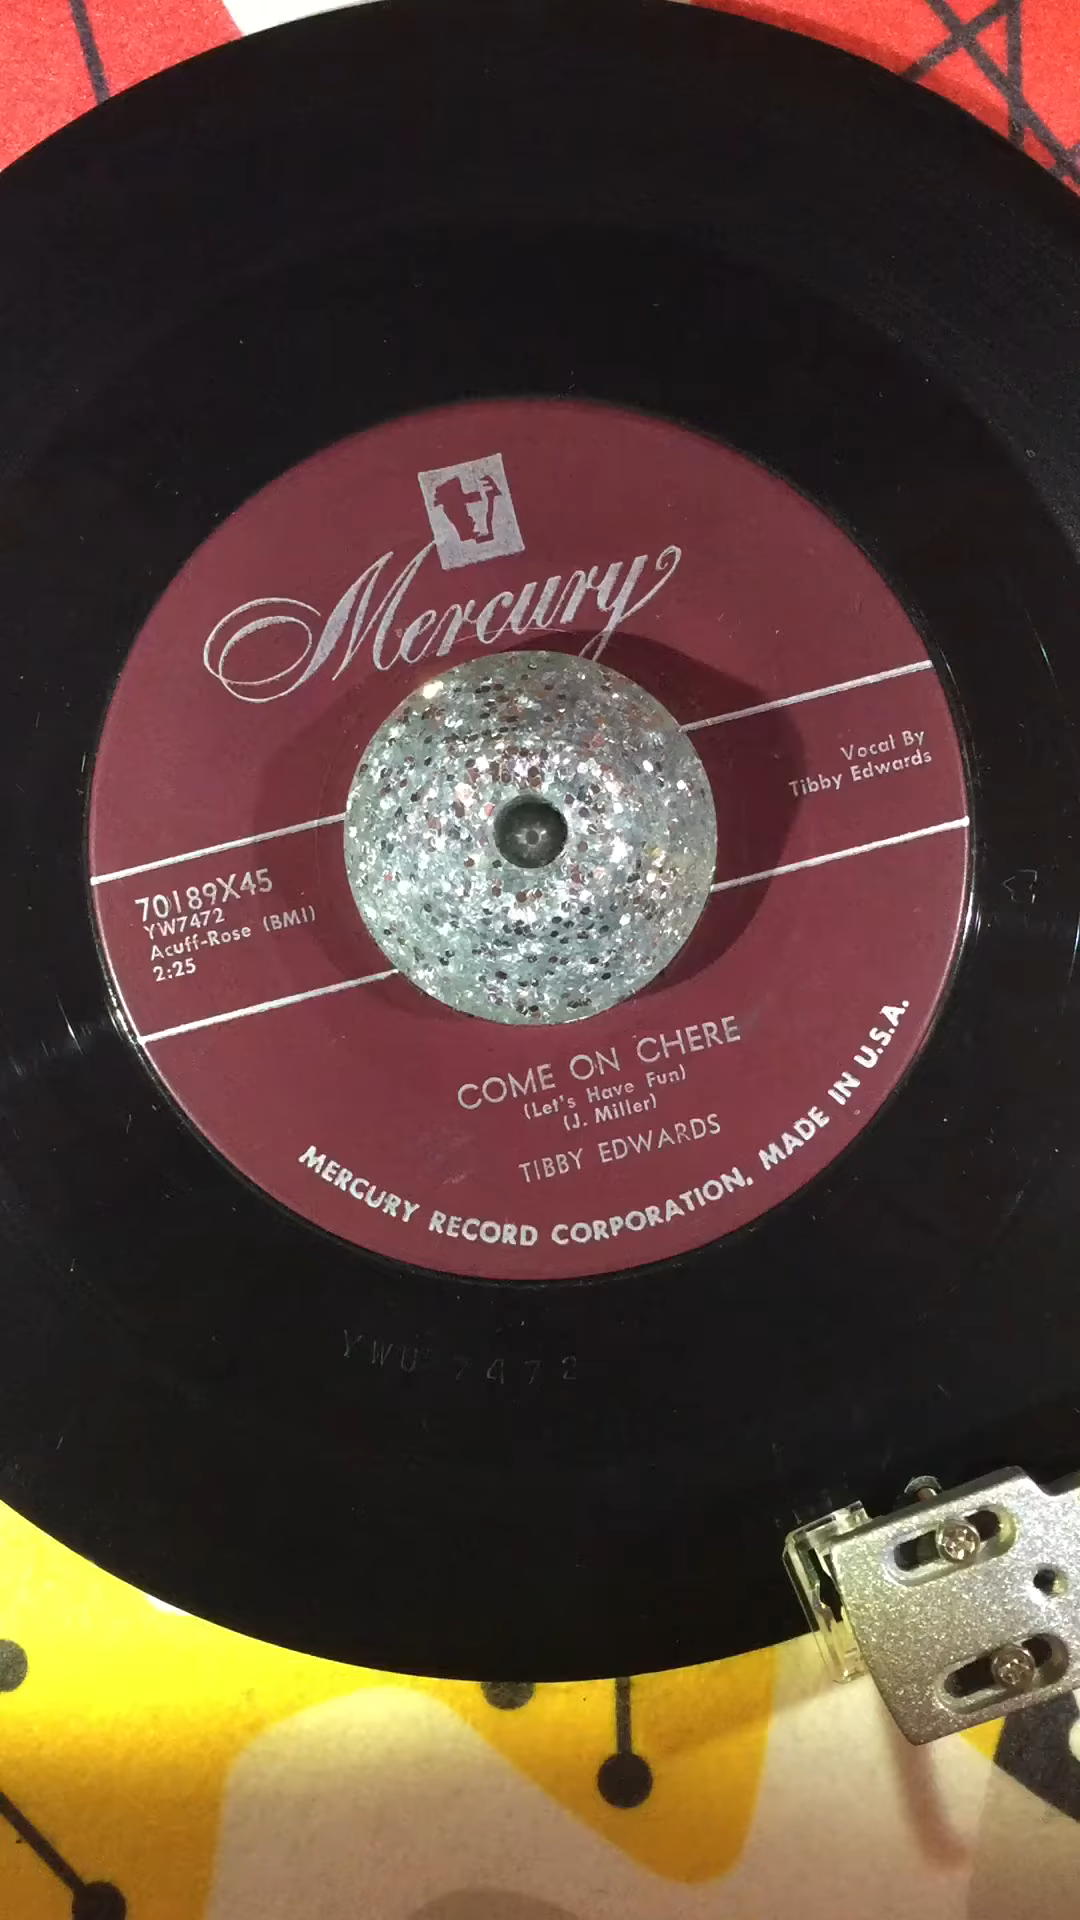 Mercury
Vocal By
Tibby Edwards
70189X45
YW7472
Acuff-Rose (BMI)
2:25
COME ON CHERE
(Let's Have Fun)
(J. Miller)
TIBBY EDWARDS
MERCURY RECORD CORPORATION, MADE IN U.S.A.
YWU 7472